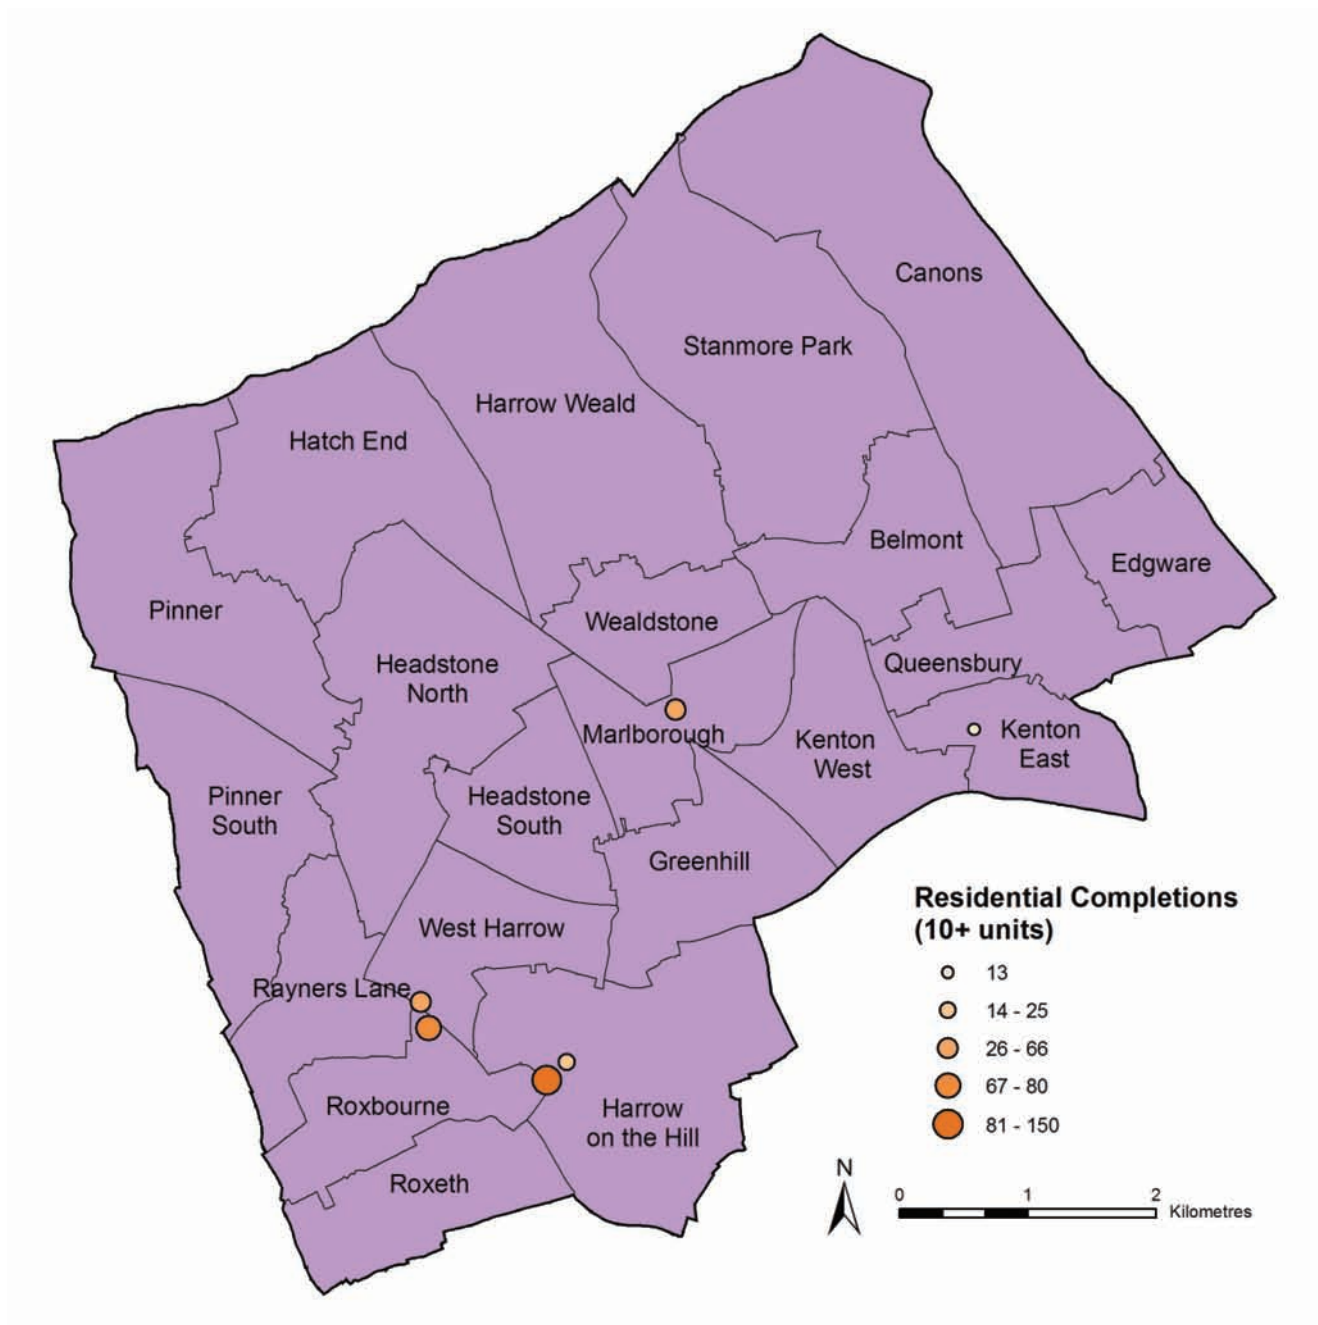 Canons
Stanmore Park
Harrow Weald
Hatch End
Belmont
Edgware
Pinner
Wealdstone
Queensbury
Headstone
North
Marlborough
Kenton
West
Kenton
East
Pinner
South
Headstone
South
Greenhill
West Harrow
Rayners Lane
Roxbourne
Harrow
on the Hill
Roxeth
Residential Completions
(10+ units)
13
14 - 25
26 - 66
67 - 80
81 - 150
N
0 1 2
Kilometres